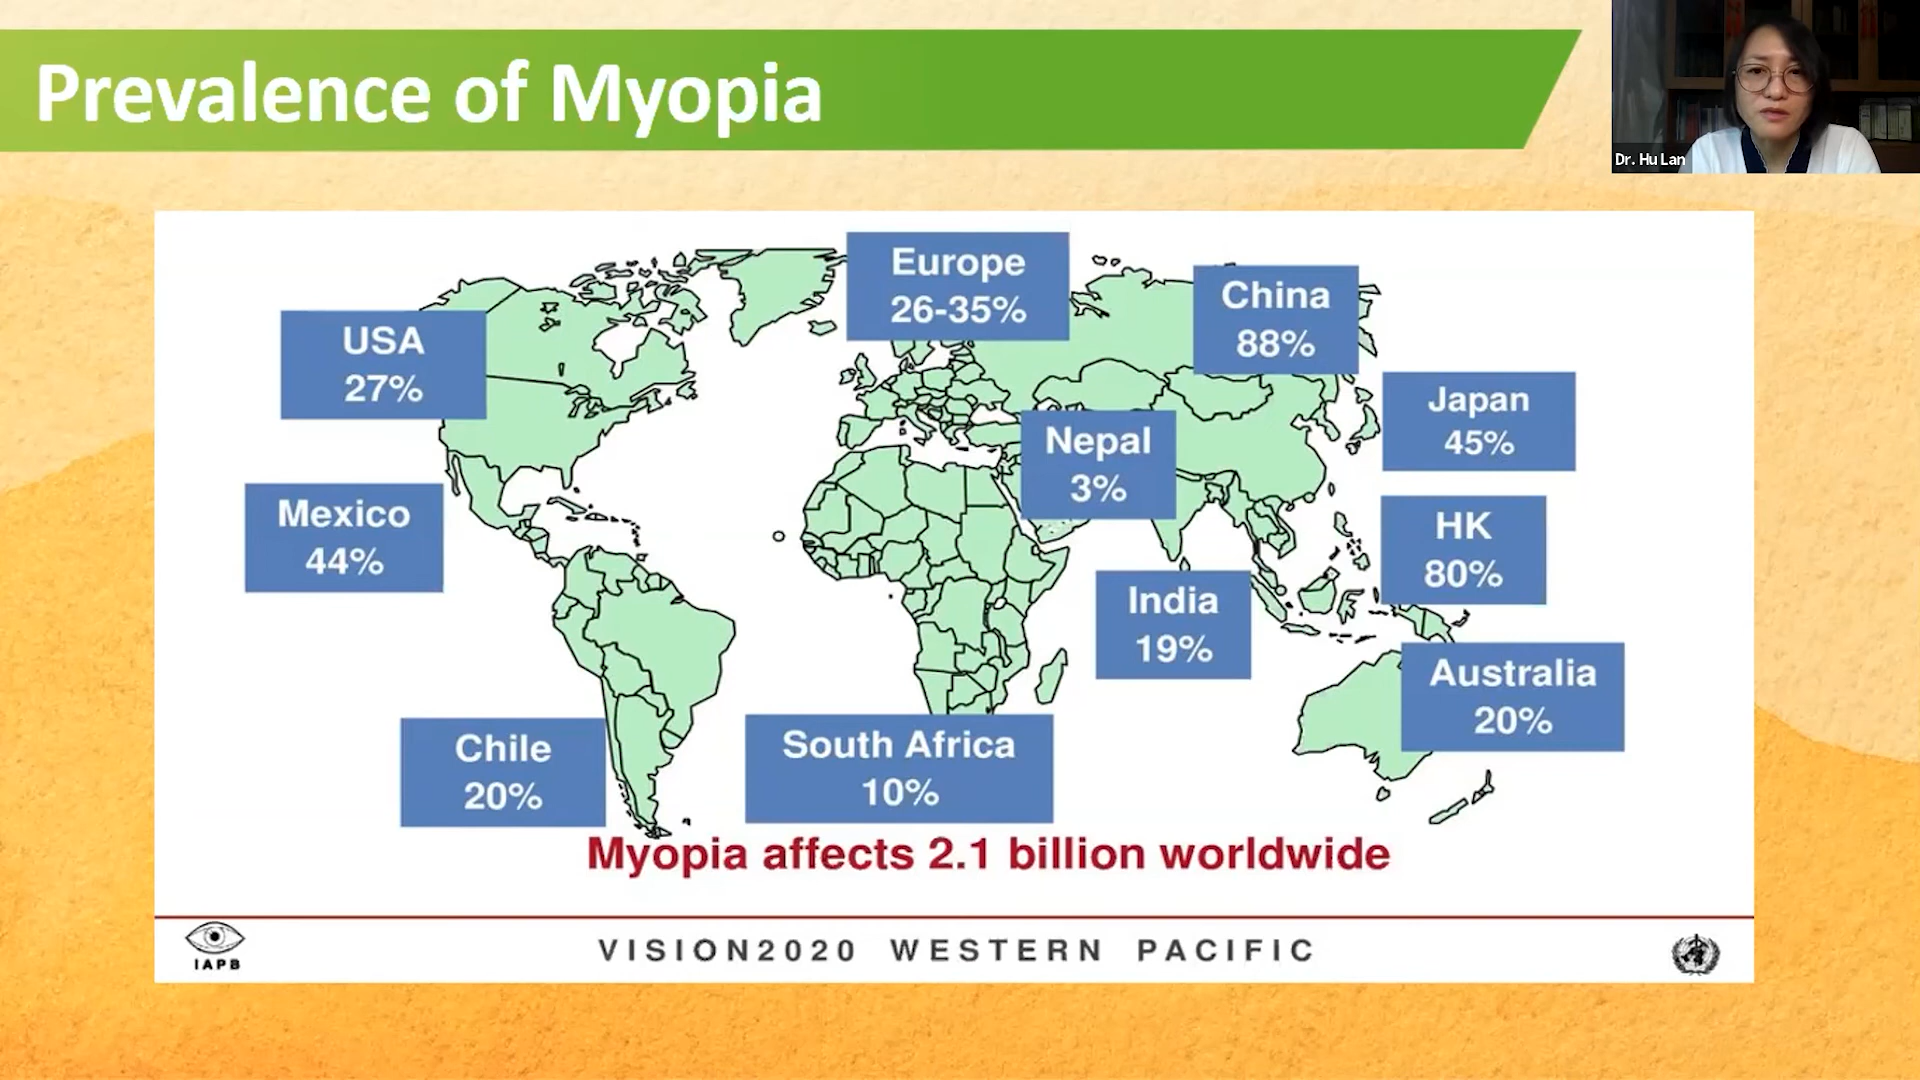 Prevalence of Myopia
Dr. Hu Lan
Europe
26-35%
China
88%
USA
27%
Japan
45%
Nepal
3%
Mexico
44%
HK
80%
India
19%
Australia
20%
Chile
20%
South Africa
10%
Myopia affects 2.1 billion worldwide
IAPB
VISION2020 WESTERN PACIFIC